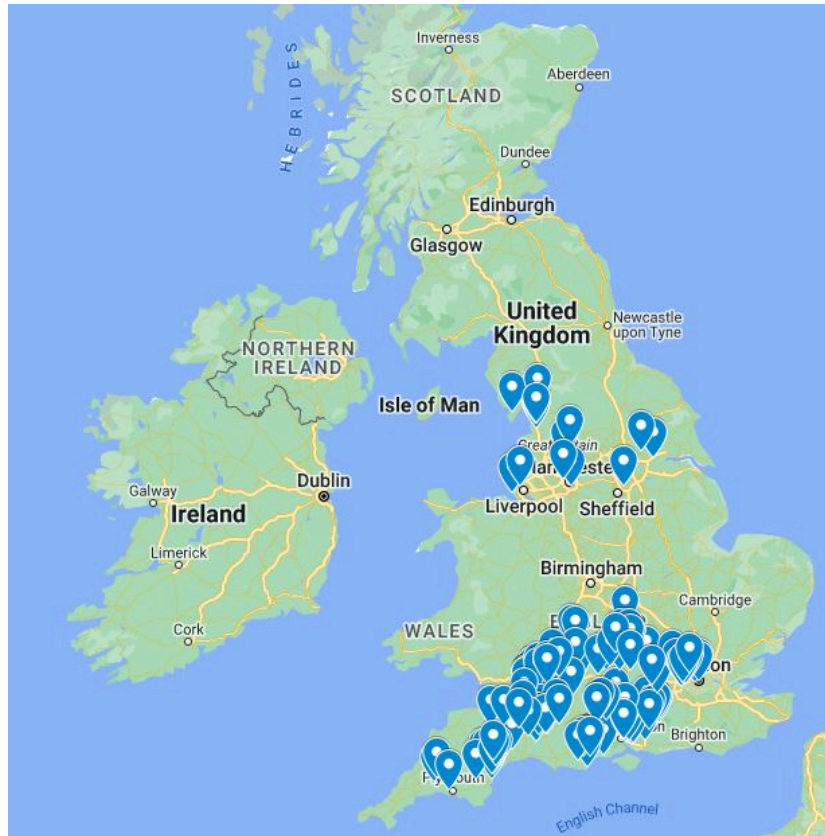 Inverness
Aberdeen
SCOTLAND
HEBRIDES
Dundee
Edinburgh
Glasgow
United
Kingdom
Newcastle
upon Tyne
NORTHERN
IRELAND
Isle of Man
Dublin
Galway
Ireland
Liverpool
Sheffield
Limerick
Birmingham
Cambridge
Cork
WALES
Brighton
English Channel